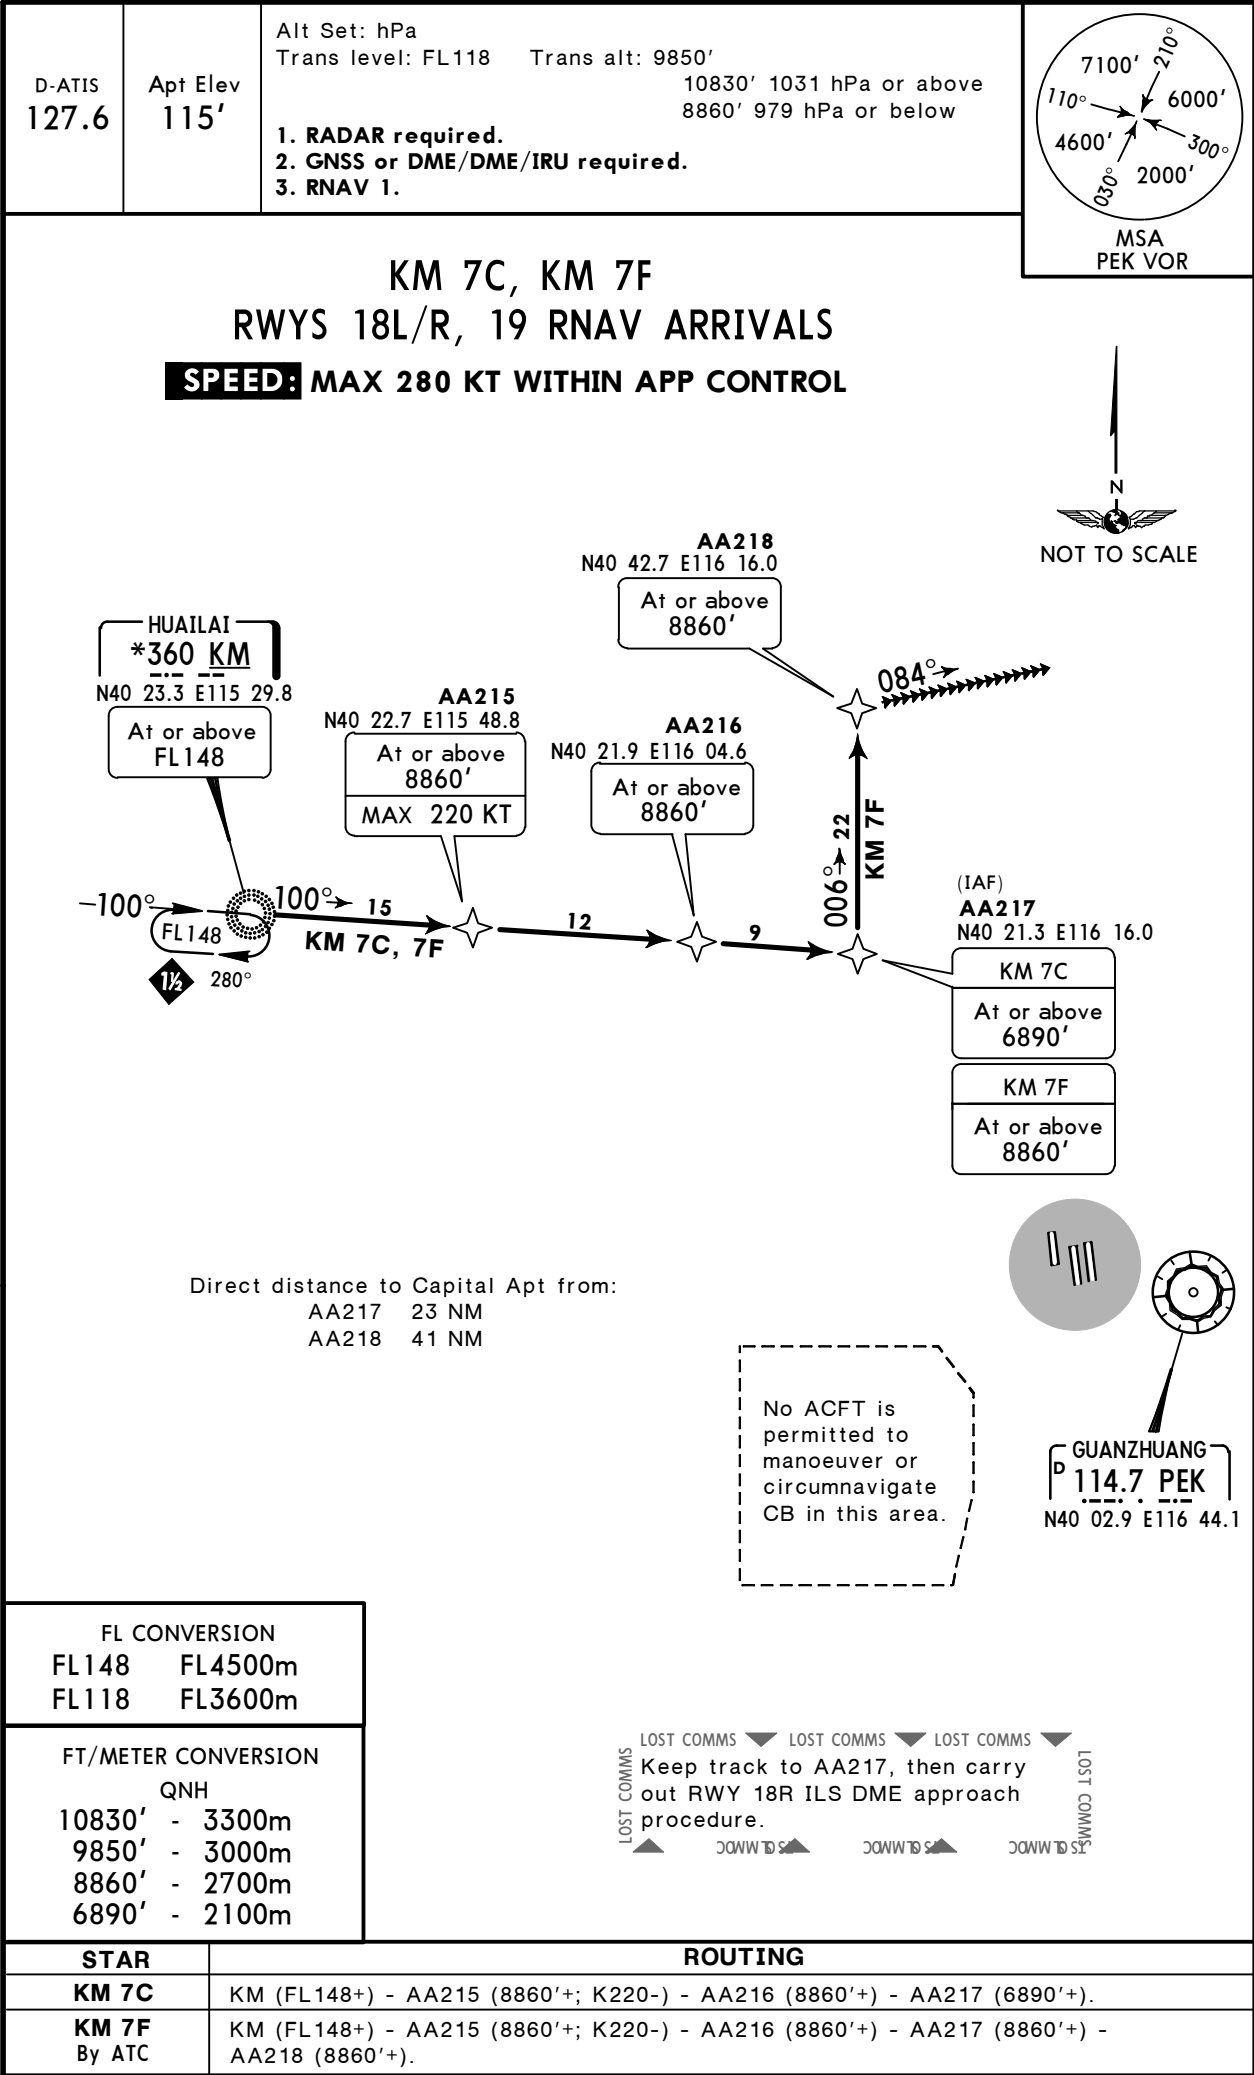 D-ATIS
127.6
Apt Elev
115'
Alt Set: hPa
Trans level: FL118 Trans alt: 9850'
10830' 1031 hPa or above
8860' 979 hPa or below
1. RADAR required.
2. GNSS or DME/DME/IRU required.
3. RNAV 1.
7100'
210°
110°
6000'
4600'
300°
030°
2000'
MSA
PEK VOR
KM 7C, KM 7F
RWYS 18L/R, 19 RNAV ARRIVALS
SPEED: MAX 280 KT WITHIN APP CONTROL
N
NOT TO SCALE
AA218
N40 42.7 E116 16.0
At or above
8860'
084°
HUAILAI
*360 KM
N40 23.3 E115 29.8
At or above
FL148
AA215
N40 22.7 E115 48.8
At or above
8860'
MAX 220 KT
AA216
N40 21.9 E116 04.6
At or above
8860'
006°
22
KM 7F
100°
FL148
1½
280°
100°
15
KM 7C, 7F
12
9
(IAF)
AA217
N40 21.3 E116 16.0
KM 7C
At or above
6890'
KM 7F
At or above
8860'
Direct distance to Capital Apt from:
AA217 23 NM
AA218 41 NM
No ACFT is
permitted to
manoeuver or
circumnavigate
CB in this area.
GUANZHUANG
D 114.7 PEK
N40 02.9 E116 44.1
FL CONVERSION
FL148 FL4500m
FL118 FL3600m
FT/METER CONVERSION
QNH
10830' - 3300m
9850' - 3000m
8860' - 2700m
6890' - 2100m
LOST COMMS LOST COMMS LOST COMMS
LOST COMMS
Keep track to AA217, then carry
out RWY 18R ILS DME approach
procedure.
LOST COMMS
STAR ROUTING
KM 7C KM (FL148+) - AA215 (8860'+; K220-) - AA216 (8860'+) - AA217 (6890'+).
KM 7F KM (FL148+) - AA215 (8860'+; K220-) - AA216 (8860'+) - AA217 (8860'+) -
By ATC AA218 (8860'+).